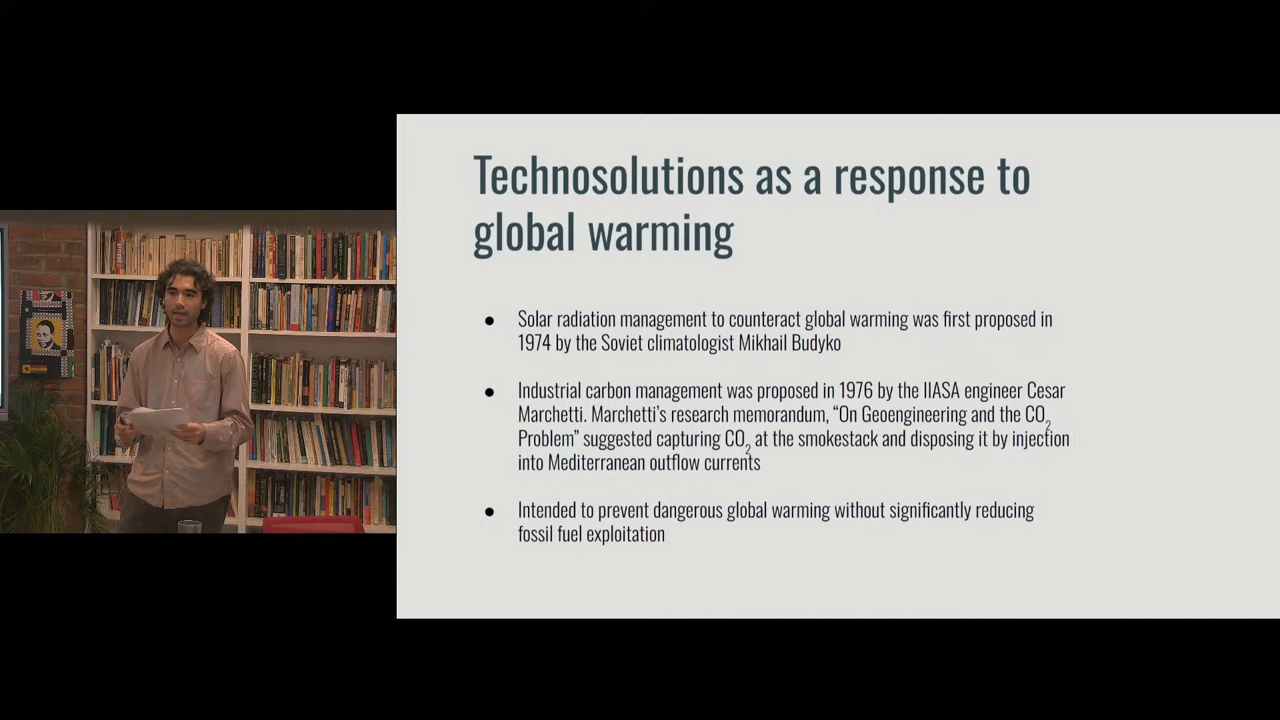 Technosolutions as a response to
global warming
● Solar radiation management to counteract global warming was first proposed in
1974 by the Soviet climatologist Mikhail Budyko
● Industrial carbon management was proposed in 1976 by the IIASA engineer Cesar
Marchetti. Marchetti’s research memorandum, “On Geoengineering and the CO₂
Problem” suggested capturing CO₂ at the smokestack and disposing it by injection
into Mediterranean outflow currents
● Intended to prevent dangerous global warming without significantly reducing
fossil fuel exploitation